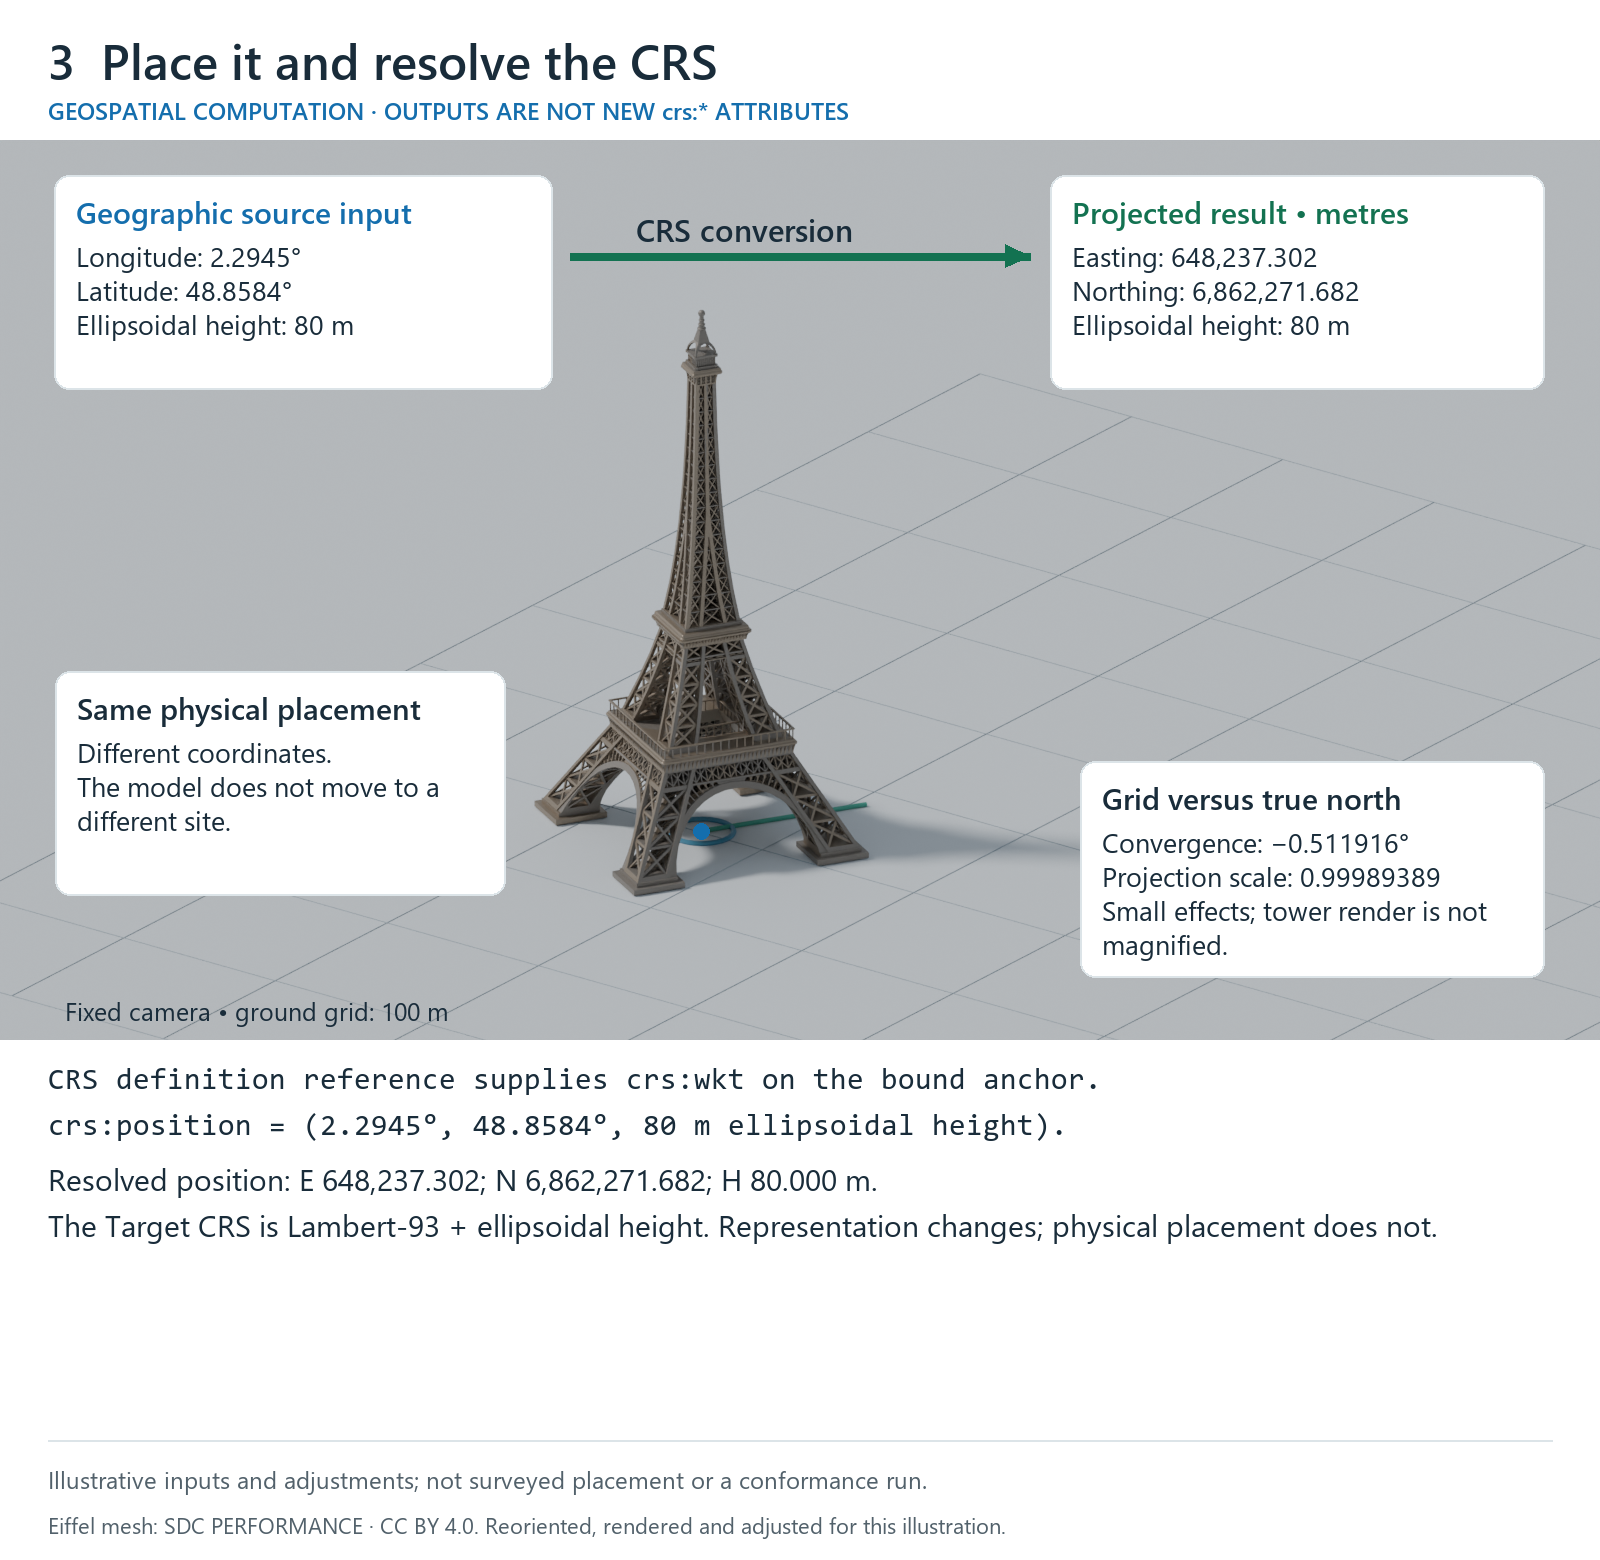 3 Place it and resolve the CRS
GEOSPATIAL COMPUTATION · OUTPUTS ARE NOT NEW crs:* ATTRIBUTES
Geographic source input
Longitude: 2.2945°
Latitude: 48.8584°
Ellipsoidal height: 80 m
CRS conversion
Projected result • metres
Easting: 648,237.302
Northing: 6,862,271.682
Ellipsoidal height: 80 m
Same physical placement
Different coordinates.
The model does not move to a
different site.
Grid versus true north
Convergence: −0.511916°
Projection scale: 0.99989389
Small effects; tower render is not
magnified.
Fixed camera • ground grid: 100 m
CRS definition reference supplies crs:wkt on the bound anchor.
crs:position = (2.2945°, 48.8584°, 80 m ellipsoidal height).
Resolved position: E 648,237.302; N 6,862,271.682; H 80.000 m.
The Target CRS is Lambert-93 + ellipsoidal height. Representation changes; physical placement does not.
Illustrative inputs and adjustments; not surveyed placement or a conformance run.
Eiffel mesh: SDC PERFORMANCE · CC BY 4.0. Reoriented, rendered and adjusted for this illustration.